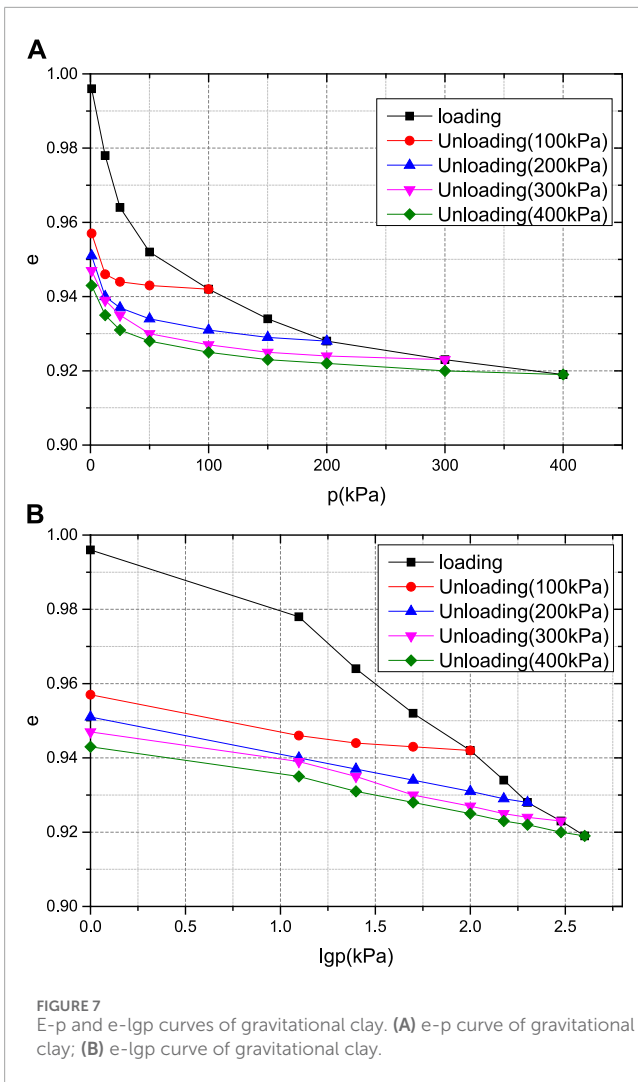 A
1.00
0.98
0.96
0.94
0.92
0.90
e
0
100
200
300
400
p(kPa)
loading
Unloading(100kPa)
Unloading(200kPa)
Unloading(300kPa)
Unloading(400kPa)
B
1.00
0.98
0.96
0.94
0.92
0.90
e
0.0
0.5
1.0
1.5
2.0
2.5
lgp(kPa)
loading
Unloading(100kPa)
Unloading(200kPa)
Unloading(300kPa)
Unloading(400kPa)
FIGURE 7
E-p and e-lgp curves of gravitational clay. (A) e-p curve of gravitational
clay; (B) e-lgp curve of gravitational clay.